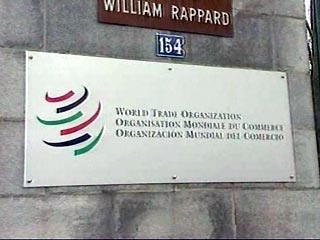 WILLIAM RAPPARD
154
WORLD TRADE ORGANIZATION
ORGANISATION MONDIALE DU COMMERCE
ORGANIZACIÓN MUNDIAL DEL COMERCIO